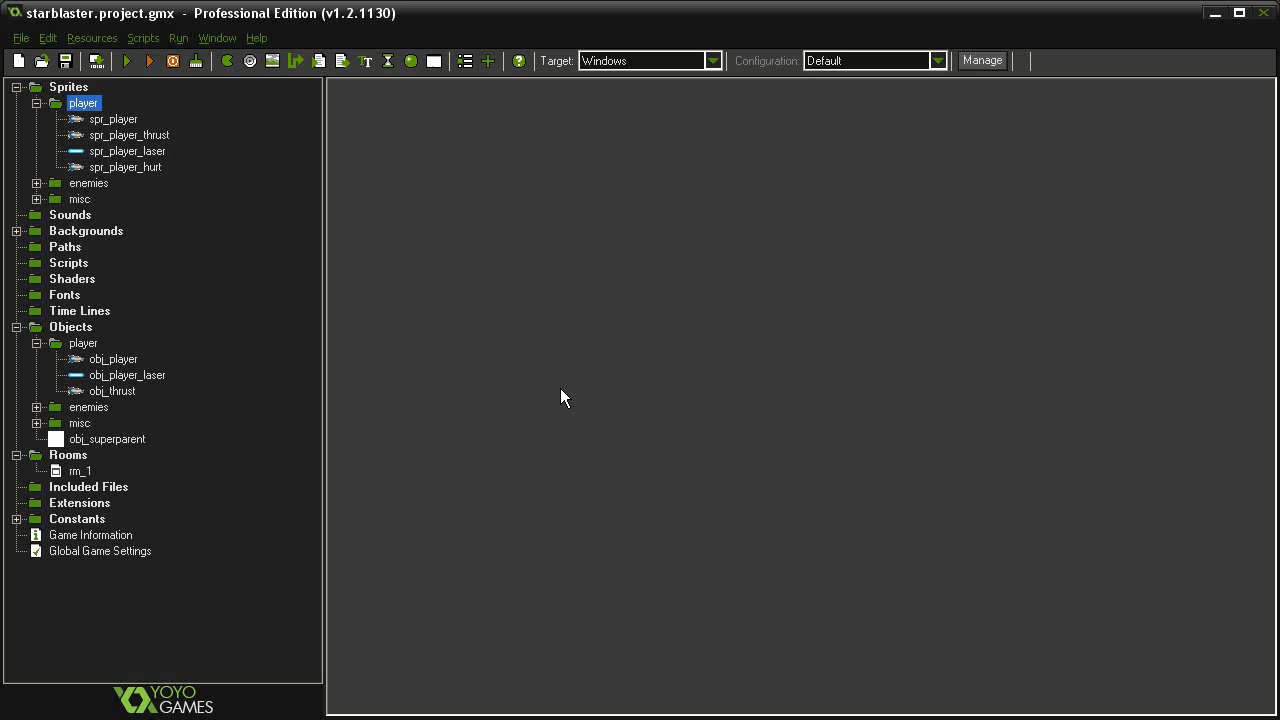 starblaster.project.gmx - Professional Edition (v1.2.1130)
File Edit Resources Scripts Run Window Help
Target: Windows Configuration: Default Manage
Sprites
player
spr_player
spr_player_thrust
spr_player_laser
spr_player_hurt
enemies
misc
Sounds
Backgrounds
Paths
Scripts
Shaders
Fonts
Time Lines
Objects
player
obj_player
obj_player_laser
obj_thrust
enemies
misc
obj_superparent
Rooms
rm_1
Included Files
Extensions
Constants
Game Information
Global Game Settings
YOYO
GAMES